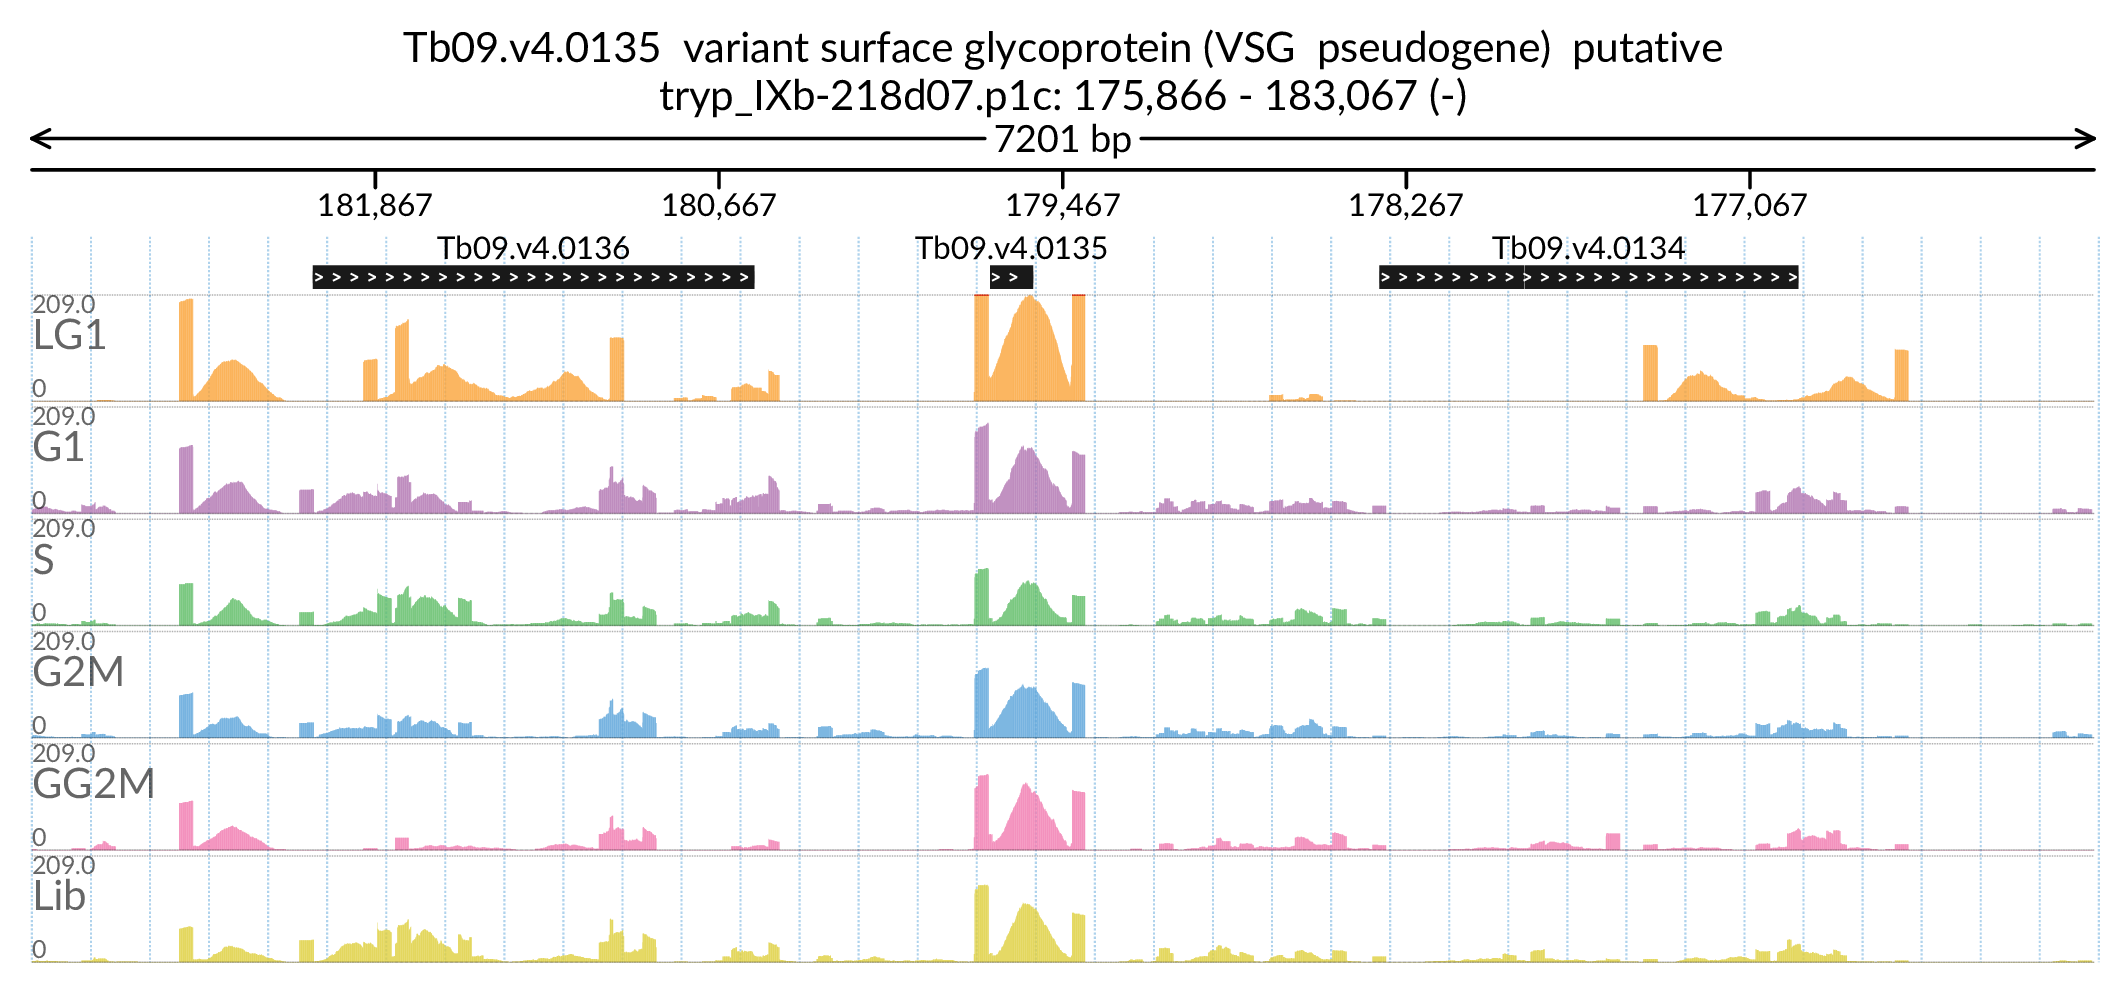 Tb09.v4.0135  variant surface glycoprotein (VSG  pseudogene)  putative
tryp_IXb-218d07.p1c: 175,866 - 183,067 (-)
7201 bp
181,867 180,667 179,467 178,267 177,067
Tb09.v4.0136 Tb09.v4.0135 Tb09.v4.0134
209.0
LG1
0
209.0
G1
0
209.0
S
0
209.0
G2M
0
209.0
GG2M
0
209.0
Lib
0